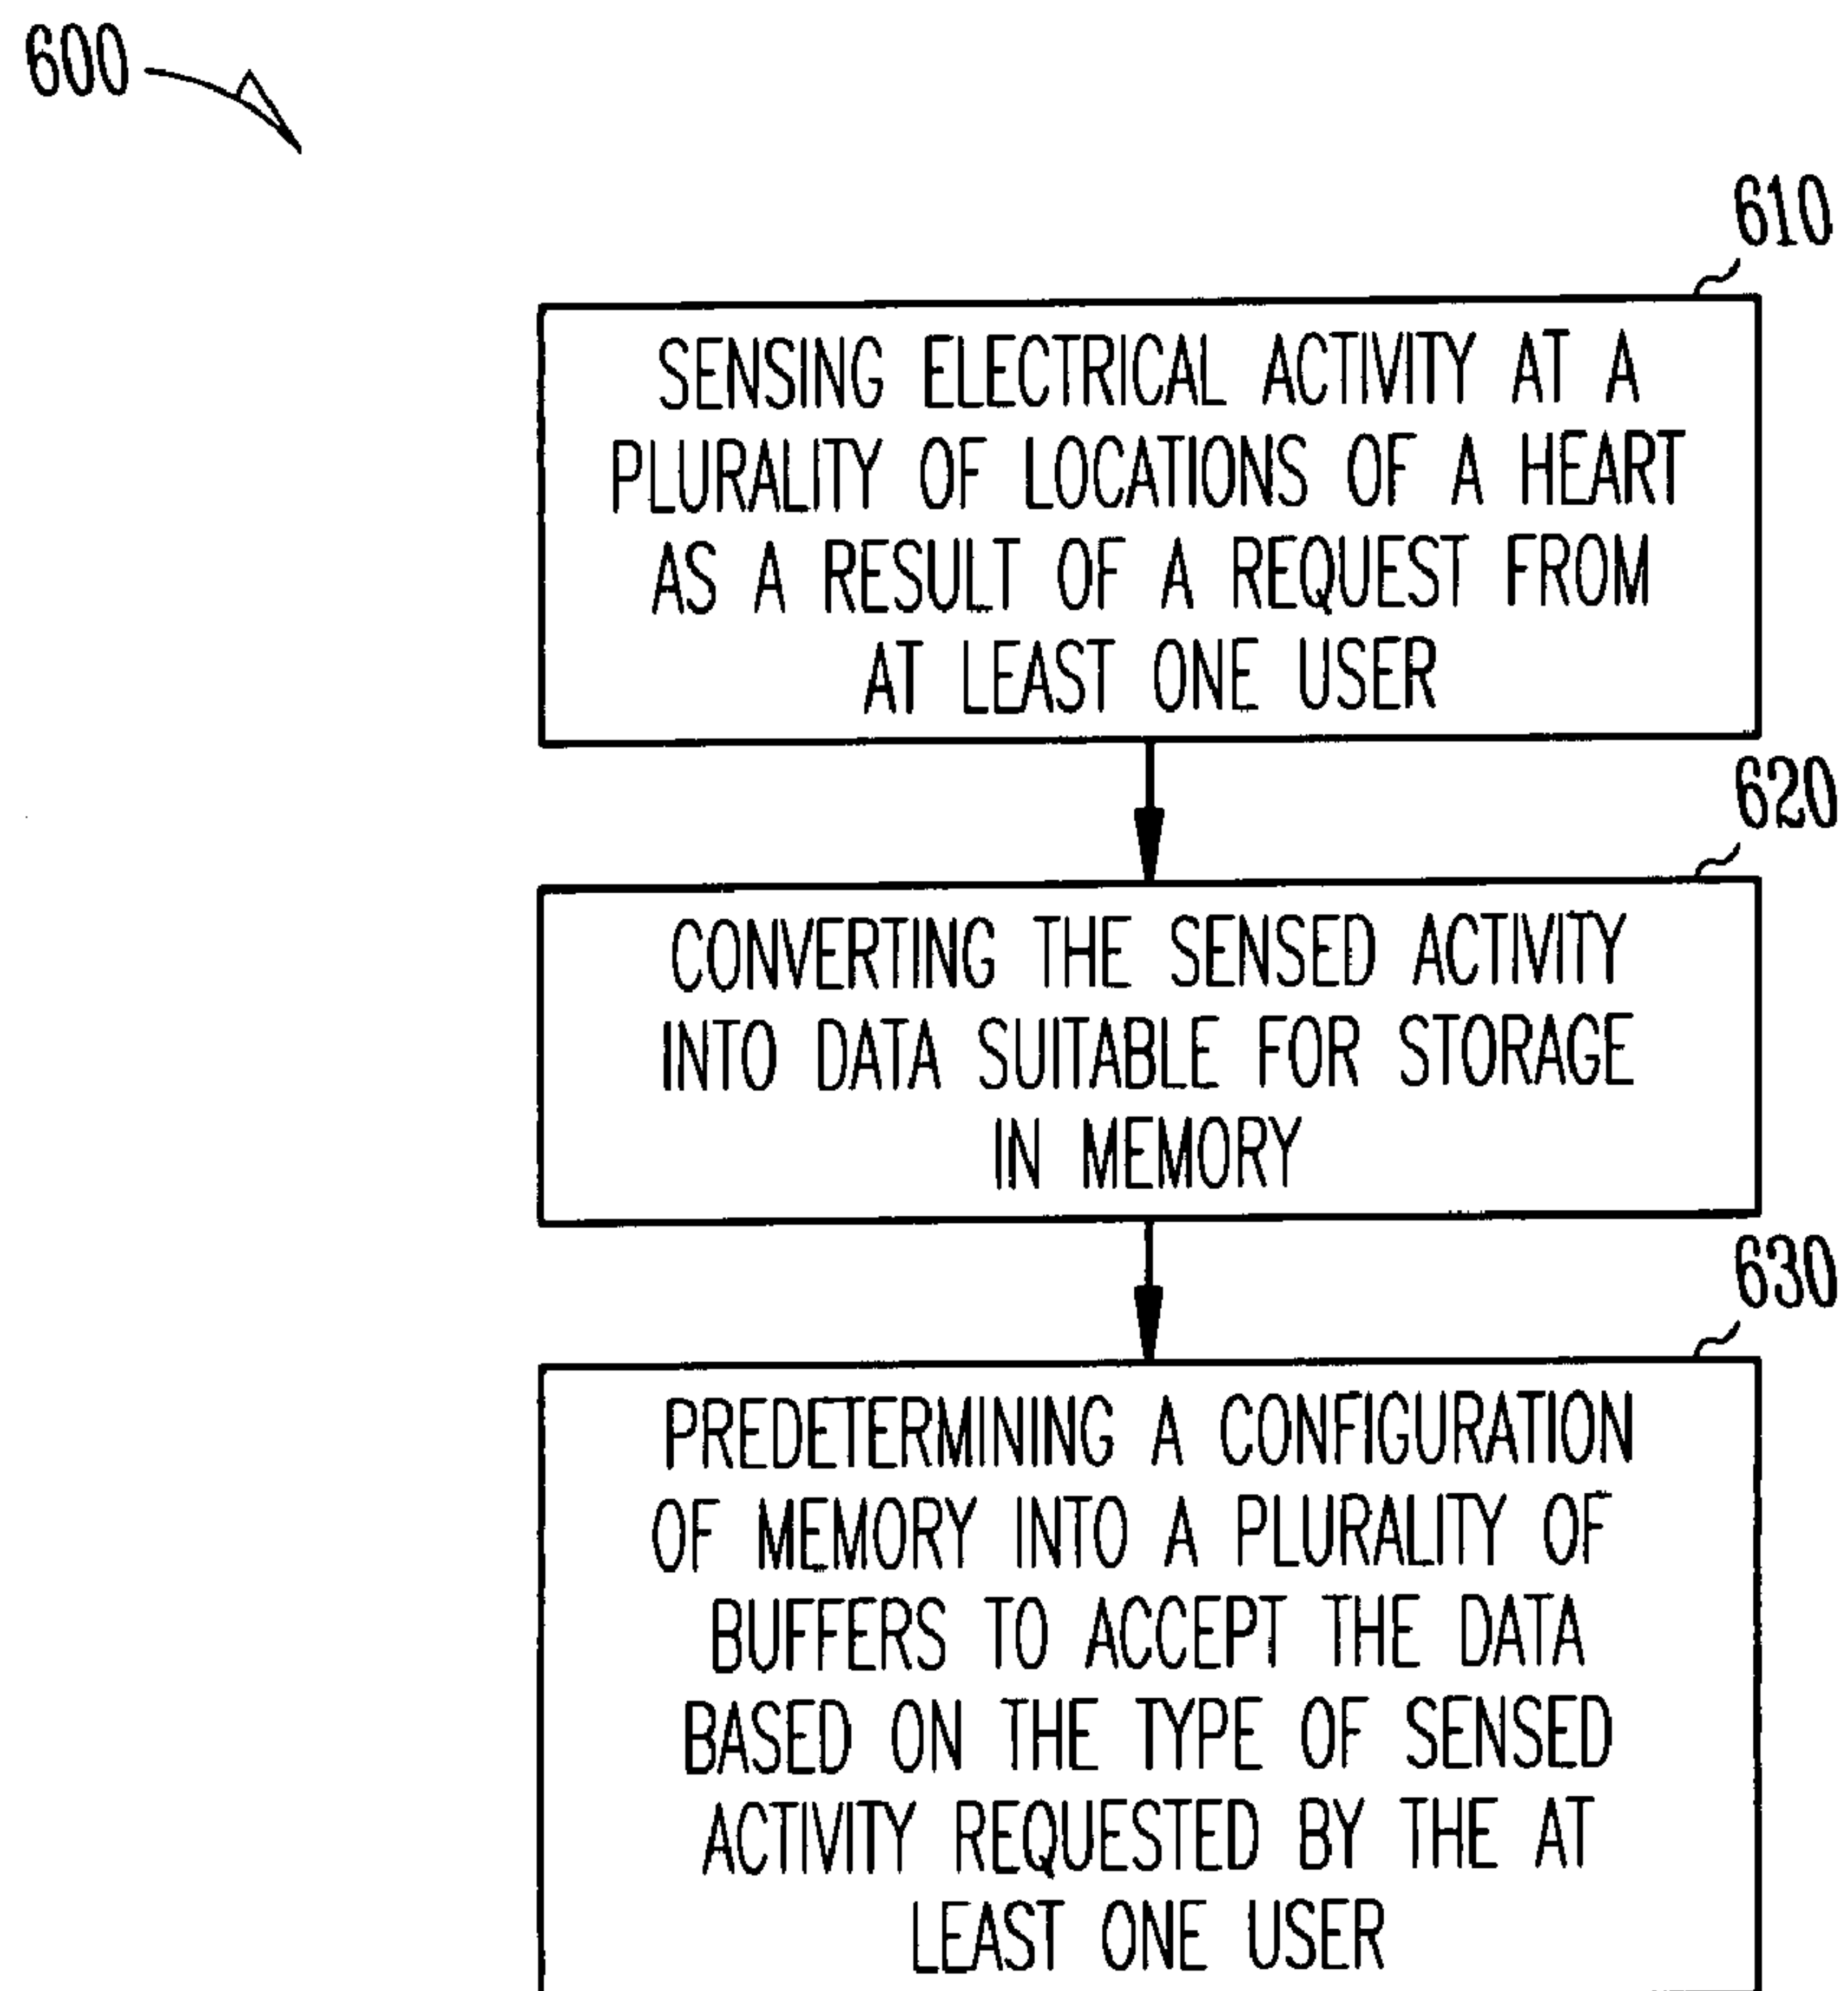 600
610
SENSING ELECTRICAL ACTIVITY AT A
PLURALITY OF LOCATIONS OF A HEART
AS A RESULT OF A REQUEST FROM
AT LEAST ONE USER
620
CONVERTING THE SENSED ACTIVITY
INTO DATA SUITABLE FOR STORAGE
IN MEMORY
630
PREDETERMINING A CONFIGURATION
OF MEMORY INTO A PLURALITY OF
BUFFERS TO ACCEPT THE DATA
BASED ON THE TYPE OF SENSED
ACTIVITY REQUESTED BY THE AT
LEAST ONE USER